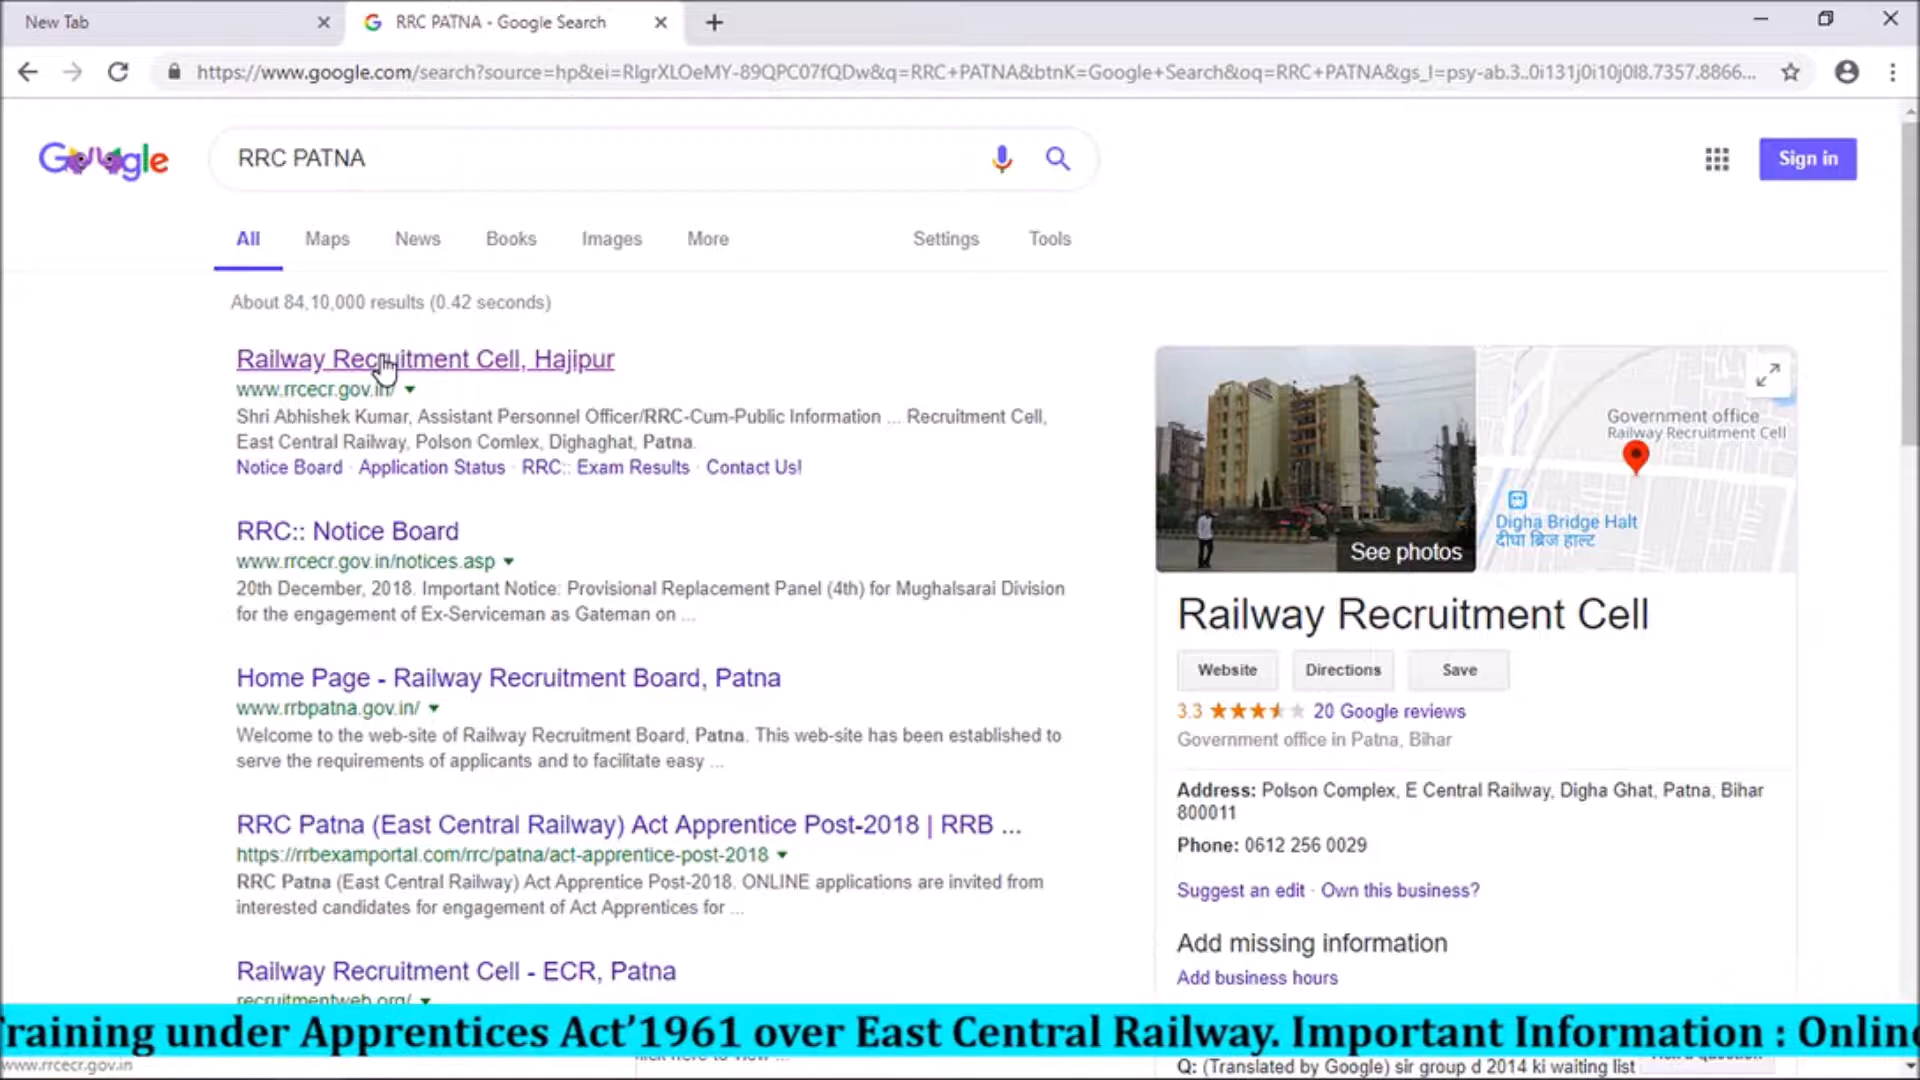 New Tab
RRC PATNA - Google Search
https://www.google.com/search?source=hp&ei=RIgrXLOeMY-89QPC07fQDw&q=RRC+PATNA&btnK=Google+Search&oq=RRC+PATNA&gs_l=psy-ab.3..0i131j0i10j0l8.7357.8866...
Google
RRC PATNA
Sign in
All Maps News Books Images More Settings Tools
About 84,10,000 results (0.42 seconds)
Railway Recruitment Cell, Hajipur
www.rrcecr.gov.in/
Shri Abhishek Kumar, Assistant Personnel Officer/RRC-Cum-Public Information ... Recruitment Cell,
East Central Railway, Polson Comlex, Dighaghat, Patna.
Notice Board · Application Status · RRC:: Exam Results · Contact Us!
RRC:: Notice Board
www.rrcecr.gov.in/notices.asp
20th December, 2018. Important Notice: Provisional Replacement Panel (4th) for Mughalsarai Division
for the engagement of Ex-Serviceman as Gateman on ...
Home Page - Railway Recruitment Board, Patna
www.rrbpatna.gov.in/
Welcome to the web-site of Railway Recruitment Board, Patna. This web-site has been established to
serve the requirements of applicants and to facilitate easy ...
RRC Patna (East Central Railway) Act Apprentice Post-2018 | RRB ...
https://rrbexamportal.com/rrc/patna/act-apprentice-post-2018
RRC Patna (East Central Railway) Act Apprentice Post-2018. ONLINE applications are invited from
interested candidates for engagement of Act Apprentices for ...
Railway Recruitment Cell - ECR, Patna
recruitmentweb.org/
See photos
Government office
Railway Recruitment Cell
Digha Bridge Halt
दीघा ब्रिज हाल्ट
Railway Recruitment Cell
Website Directions Save
3.3 20 Google reviews
Government office in Patna, Bihar
Address: Polson Complex, E Central Railway, Digha Ghat, Patna, Bihar
800011
Phone: 0612 256 0029
Suggest an edit · Own this business?
Add missing information
Add business hours
Training under Apprentices Act'1961 over East Central Railway. Important Information : Online
www.rrcecr.gov.in
Q: (Translated by Google) sir group d 2014 ki waiting list